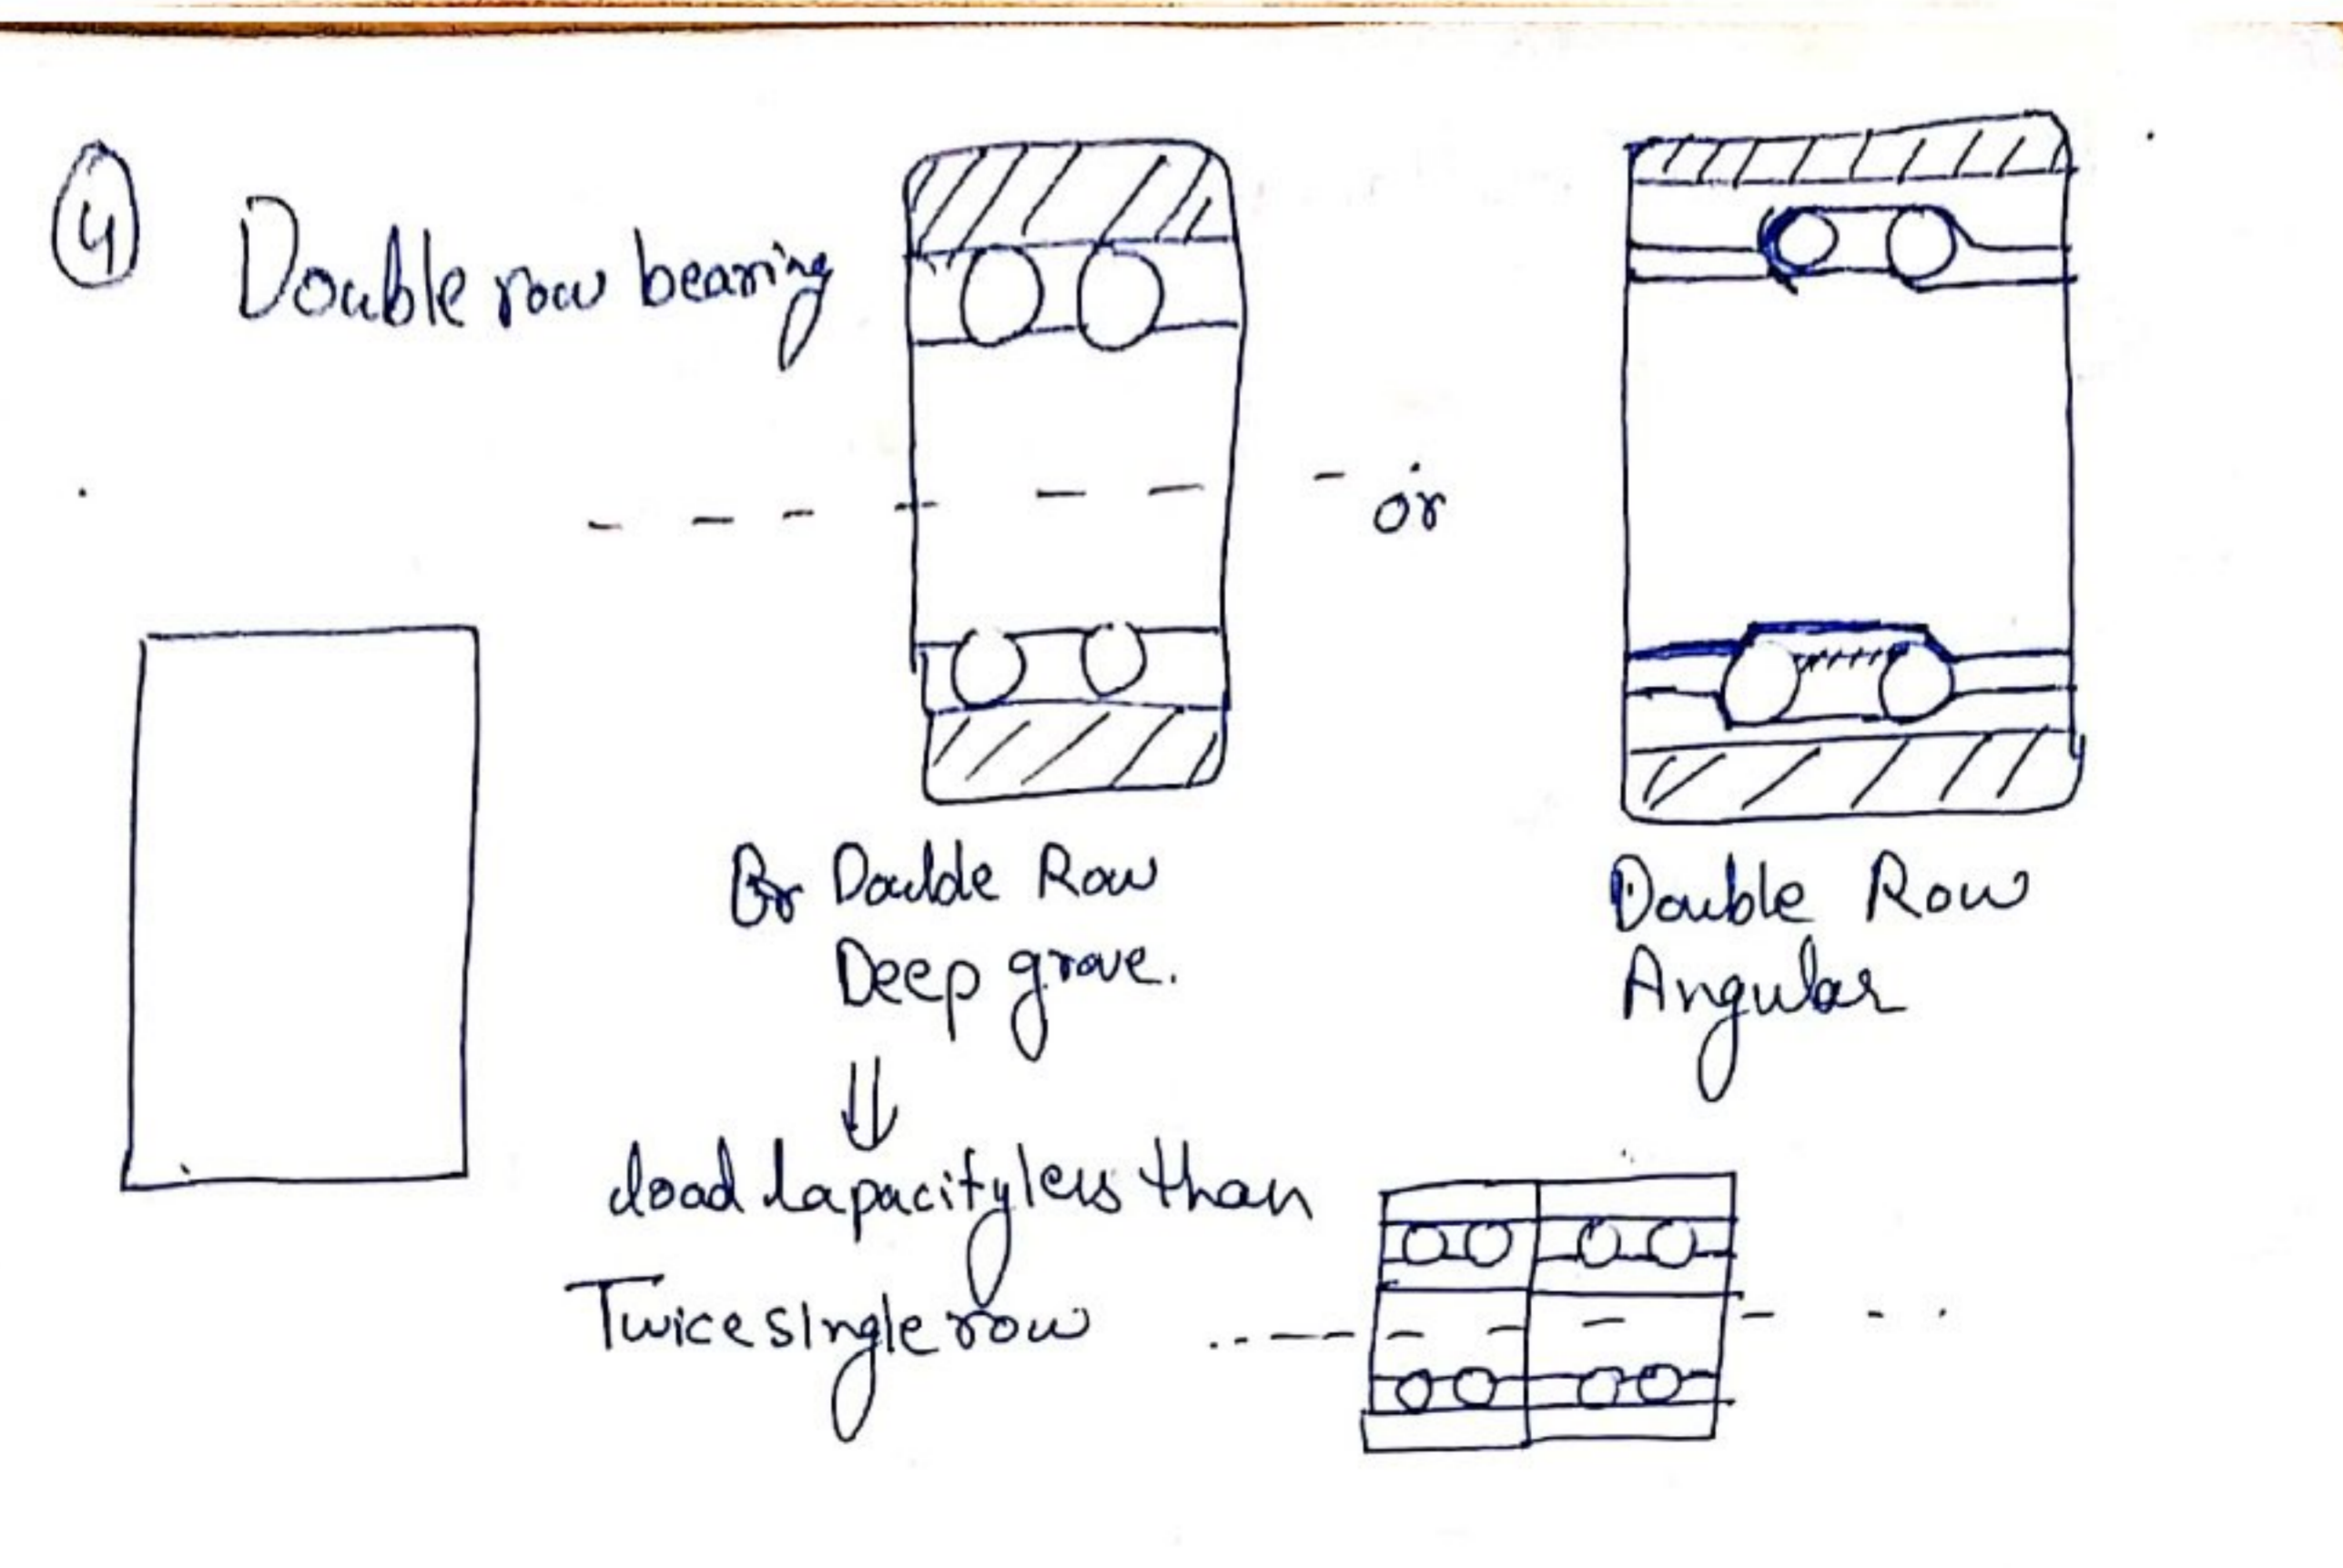 4
Double row bearing
or
Or Double Row
Deep grove.
Double Row
Angular
⇓
load Capacity less than
Twice single row